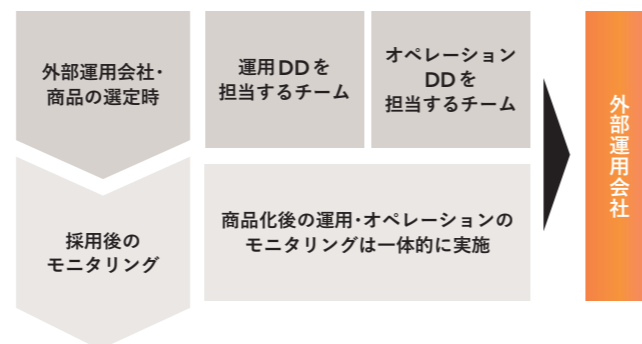 外部運用会社・
商品の選定時
運用DDを
担当するチーム
オペレーション
DDを
担当するチーム
外部運用会社
採用後の
モニタリング
商品化後の運用・オペレーションの
モニタリングは一体的に実施